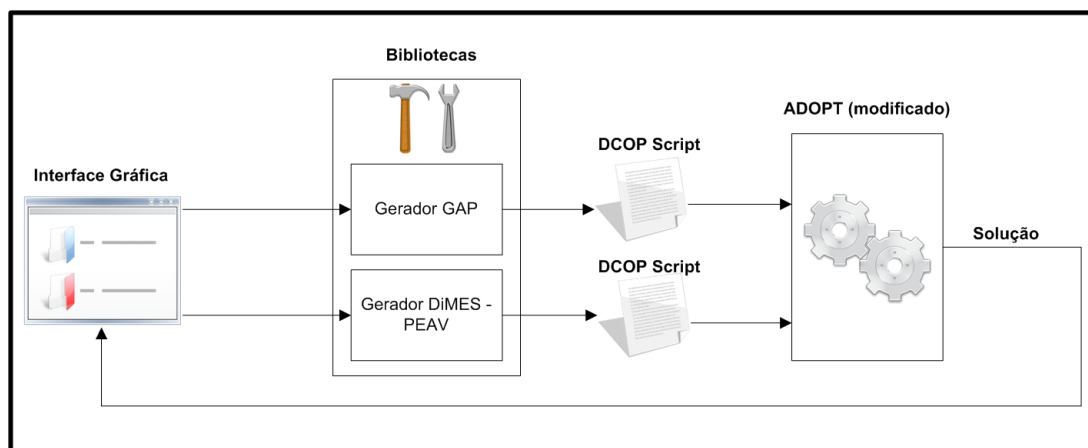 Bibliotecas
ADOPT (modificado)
DCOP Script
Interface Gráfica
Gerador GAP
Solução
DCOP Script
Gerador DiMES -
PEAV